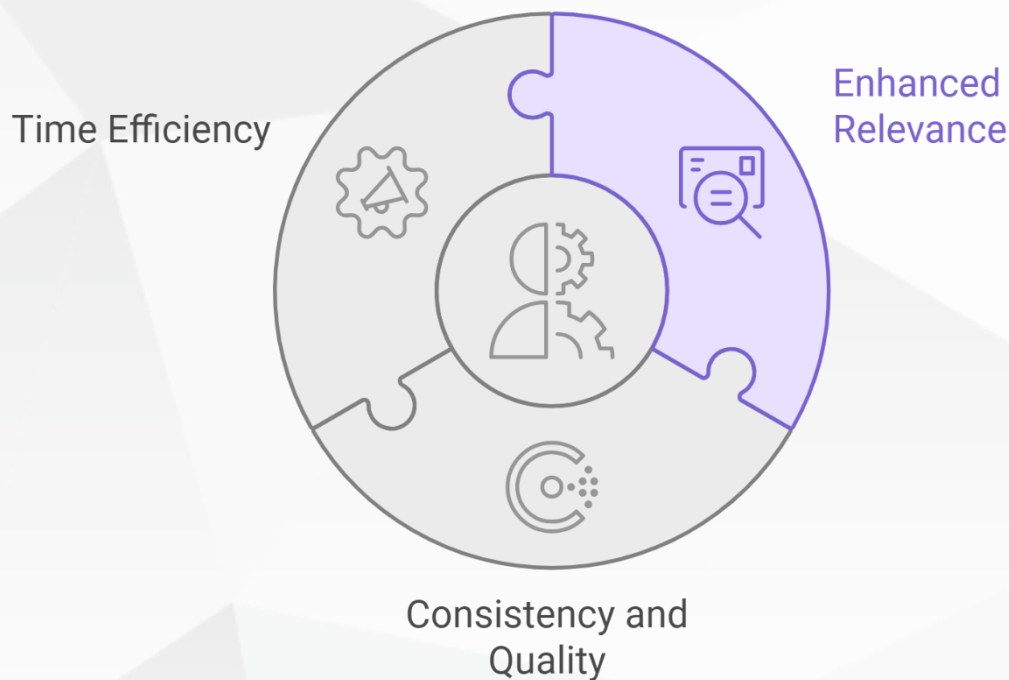 Time Efficiency
Enhanced
Relevance
Consistency and
Quality